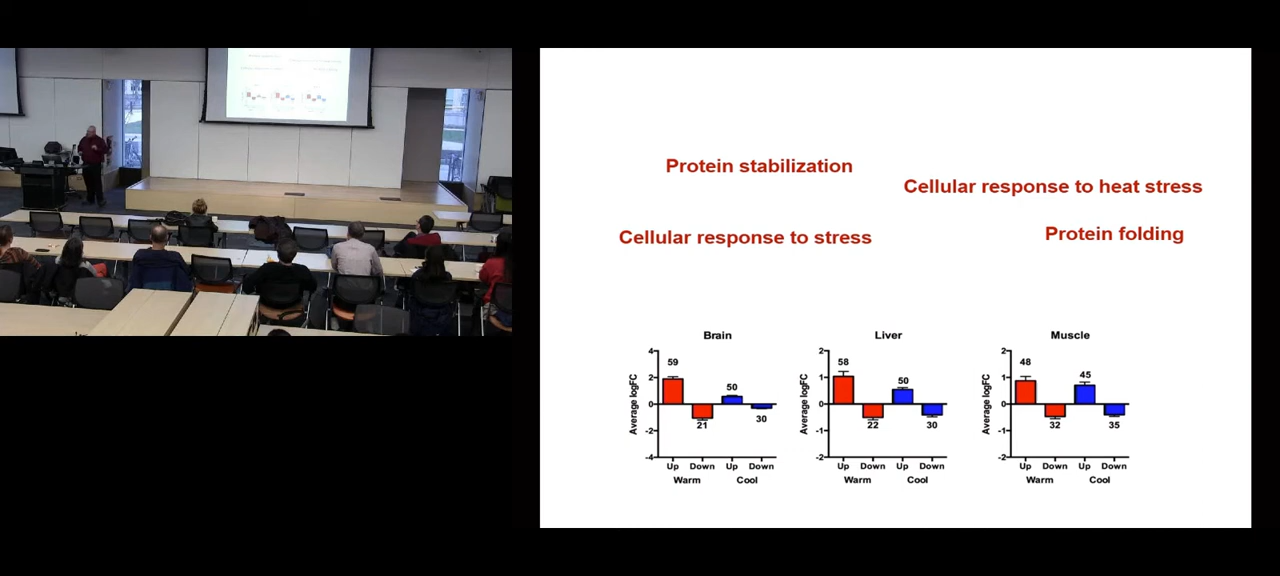 Protein stabilization
Cellular response to heat stress
Cellular response to stress
Protein folding
Brain
Average logFC
4
2
0
-2
-4
59
21
50
30
Up Down Up Down
Warm Cool
Liver
Average logFC
2
1
0
-1
-2
58
22
50
30
Up Down Up Down
Warm Cool
Muscle
Average logFC
2
1
0
-1
-2
48
32
45
35
Up Down Up Down
Warm Cool